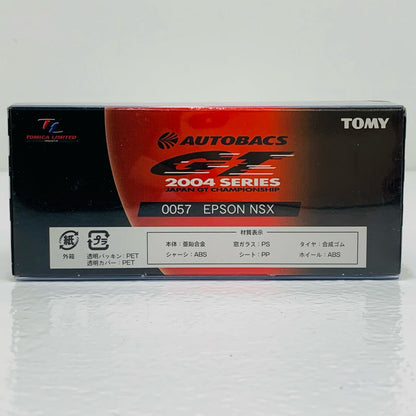 TL
TOMICA LIMITED
AUTOBACS
TOMY
GT
2004 SERIES
JAPAN GT CHAMPIONSHIP
0057 EPSON NSX
材質表示
紙
外箱
プラ
透明パッキン:PET
透明カバー:PET
本体:亜鉛合金
シャーシ:ABS
窓ガラス:PS
シート:PP
タイヤ:合成ゴム
ホイール:ABS